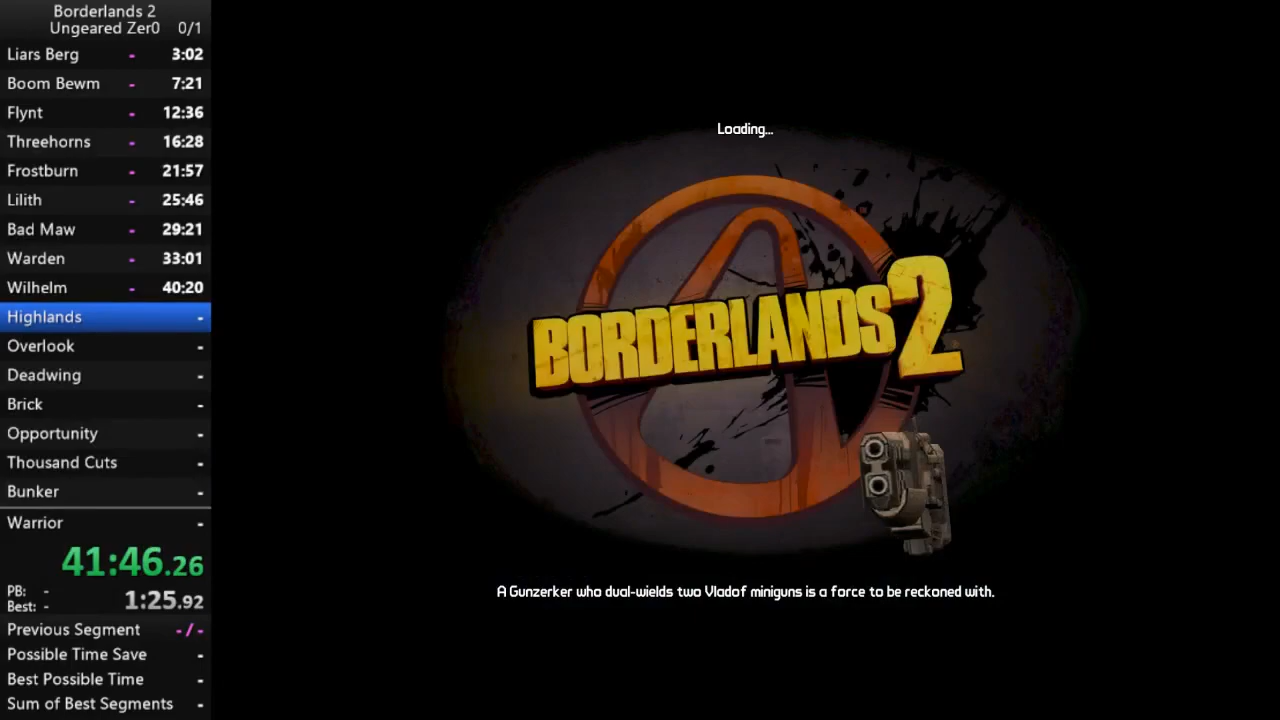 Borderlands 2
Ungeared Zer0 0/1
Liars Berg - 3:02
Boom Bewm - 7:21
Flynt - 12:36
Threehorns - 16:28
Frostburn - 21:57
Lilith - 25:46
Bad Maw - 29:21
Warden - 33:01
Wilhelm - 40:20
Highlands -
Overlook -
Deadwing -
Brick -
Opportunity -
Thousand Cuts -
Bunker -
Warrior -
41:46.26
PB: -
Best: -
1:25.92
Previous Segment - / -
Possible Time Save -
Best Possible Time -
Sum of Best Segments -
Loading...
BORDERLANDS 2
A Gunzerker who dual-wields two Vladof miniguns is a force to be reckoned with.